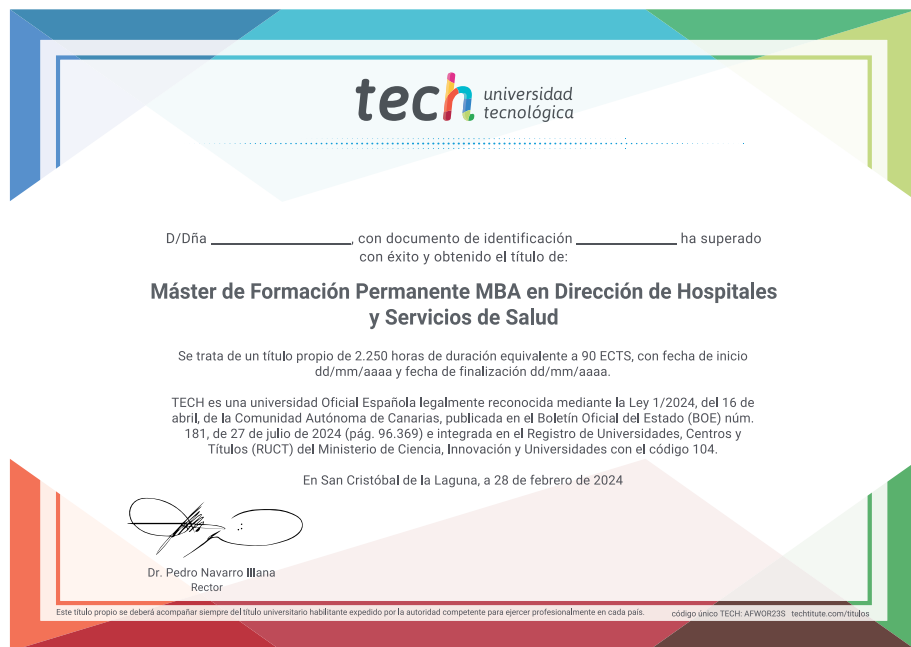 tech universidad
tecnológica
D/Dña ____________________, con documento de identificación ______________ ha superado
con éxito y obtenido el título de:
Máster de Formación Permanente MBA en Dirección de Hospitales
y Servicios de Salud
Se trata de un título propio de 2.250 horas de duración equivalente a 90 ECTS, con fecha de inicio
dd/mm/aaaa y fecha de finalización dd/mm/aaaa.
TECH es una universidad Oficial Española legalmente reconocida mediante la Ley 1/2024, del 16 de
abril, de la Comunidad Autónoma de Canarias, publicada en el Boletín Oficial del Estado (BOE) núm.
181, de 27 de julio de 2024 (pág. 96.369) e integrada en el Registro de Universidades, Centros y
Títulos (RUCT) del Ministerio de Ciencia, Innovación y Universidades con el código 104.
En San Cristóbal de la Laguna, a 28 de febrero de 2024
Dr. Pedro Navarro Illana
Rector
Este título propio se deberá acompañar siempre del título universitario habilitante expedido por la autoridad competente para ejercer profesionalmente en cada país. código único TECH: AFWOR23S techtitute.com/titulos